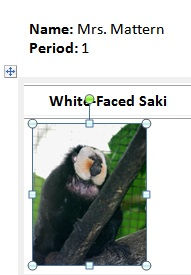 Name: Mrs. Mattern
Period: 1
White-Faced Saki